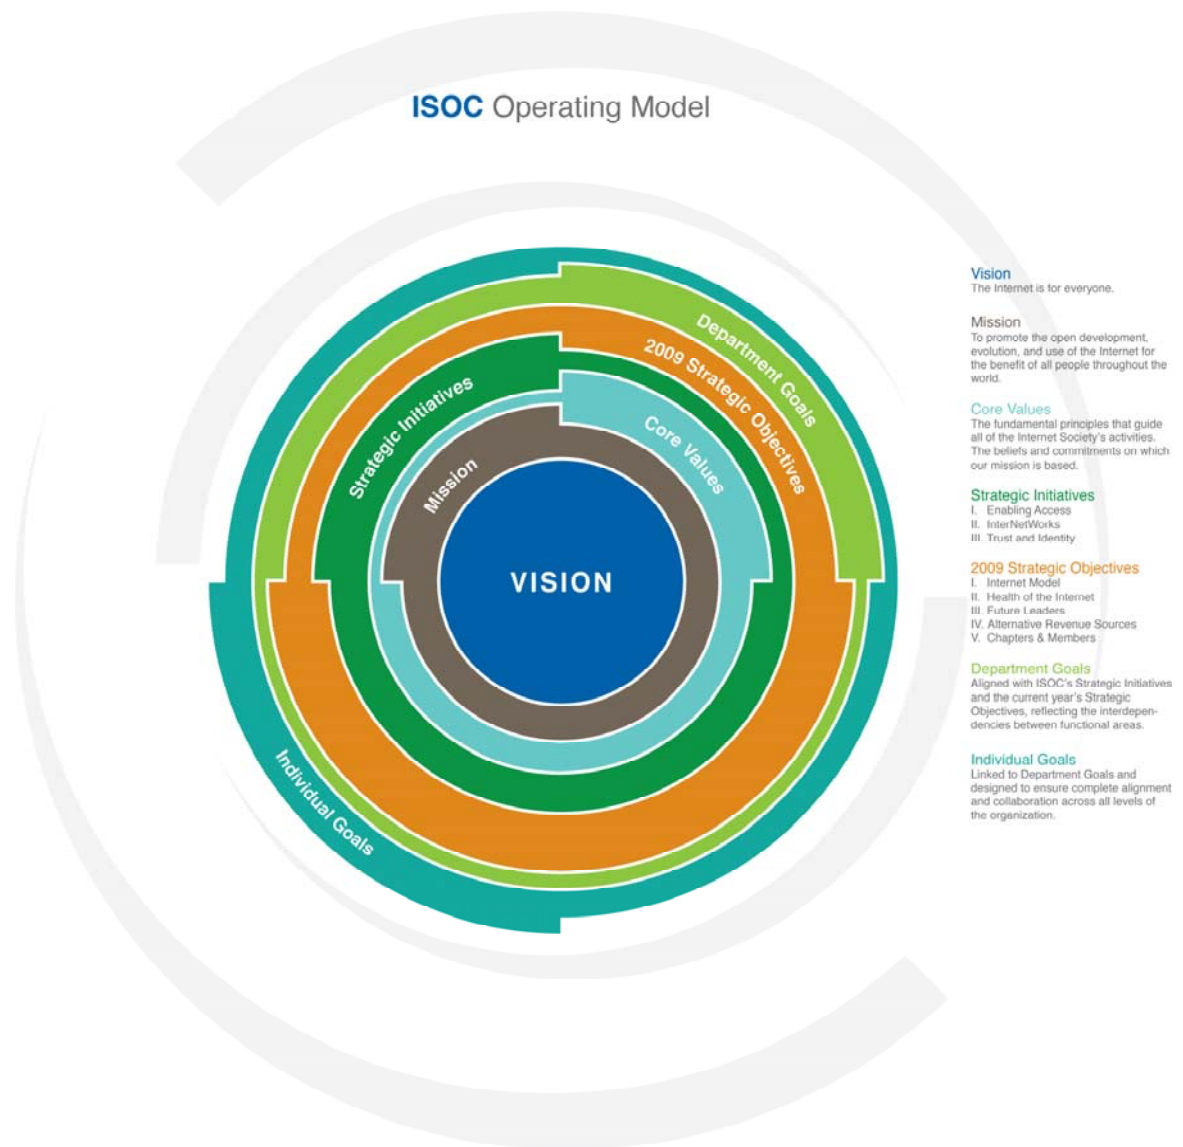 ISOC Operating Model
Department Goals
2009 Strategic Objectives
Strategic Initiatives
Core Values
Mission
VISION
Individual Goals
Vision
The Internet is for everyone.
Mission
To promote the open development,
evolution, and use of the Internet for
the benefit of all people throughout the
world.
Core Values
The fundamental principles that guide
all of the Internet Society's activities.
The beliefs and commitments on which
our mission is based.
Strategic Initiatives
I. Enabling Access
II. InterNetWorks
III. Trust and Identity
2009 Strategic Objectives
I. Internet Model
II. Health of the Internet
III. Future Leaders
IV. Alternative Revenue Sources
V. Chapters & Members
Department Goals
Aligned with ISOC's Strategic Initiatives
and the current year's Strategic
Objectives, reflecting the interdepen-
dencies between functional areas.
Individual Goals
Linked to Department Goals and
designed to ensure complete alignment
and collaboration across all levels of
the organization.